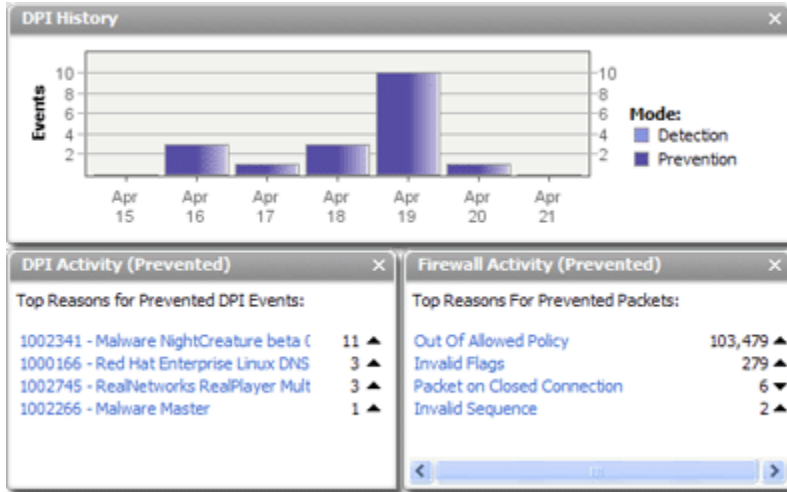 DPI History
Events
10
8
6
4
2
10
8
6
4
2
Apr 15
Apr 16
Apr 17
Apr 18
Apr 19
Apr 20
Apr 21
Mode:
Detection
Prevention
DPI Activity (Prevented)
Top Reasons for Prevented DPI Events:
1002341 - Malware NightCreature beta 11
1000166 - Red Hat Enterprise Linux DNS 3
1002745 - RealNetworks RealPlayer Mult 3
1002266 - Malware Master 1
Firewall Activity (Prevented)
Top Reasons For Prevented Packets:
Out Of Allowed Policy 103,479
Invalid Flags 279
Packet on Closed Connection 6
Invalid Sequence 2